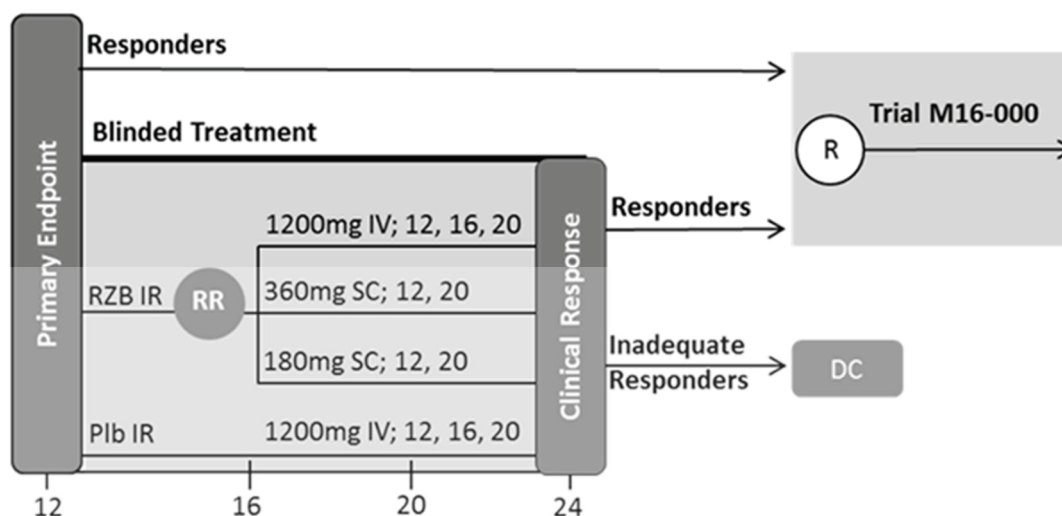 Responders
Trial M16-000
R
Blinded Treatment
Primary Endpoint
1200mg IV; 12, 16, 20
Responders
RZB IR
RR
360mg SC; 12, 20
Clinical Response
180mg SC; 12, 20
Inadequate
Responders
DC
Plb IR
1200mg IV; 12, 16, 20
12
16
20
24